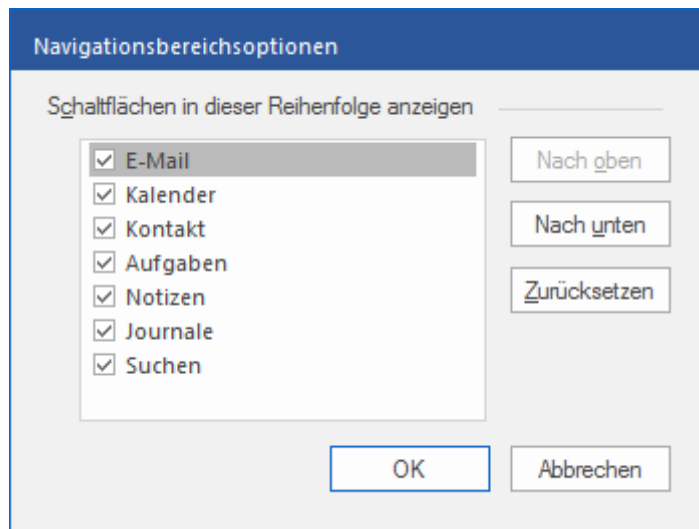 Navigationsbereichsoptionen
Schaltflächen in dieser Reihenfolge anzeigen
E-Mail
Kalender
Kontakt
Aufgaben
Notizen
Journale
Suchen
Nach oben
Nach unten
Zurücksetzen
OK
Abbrechen